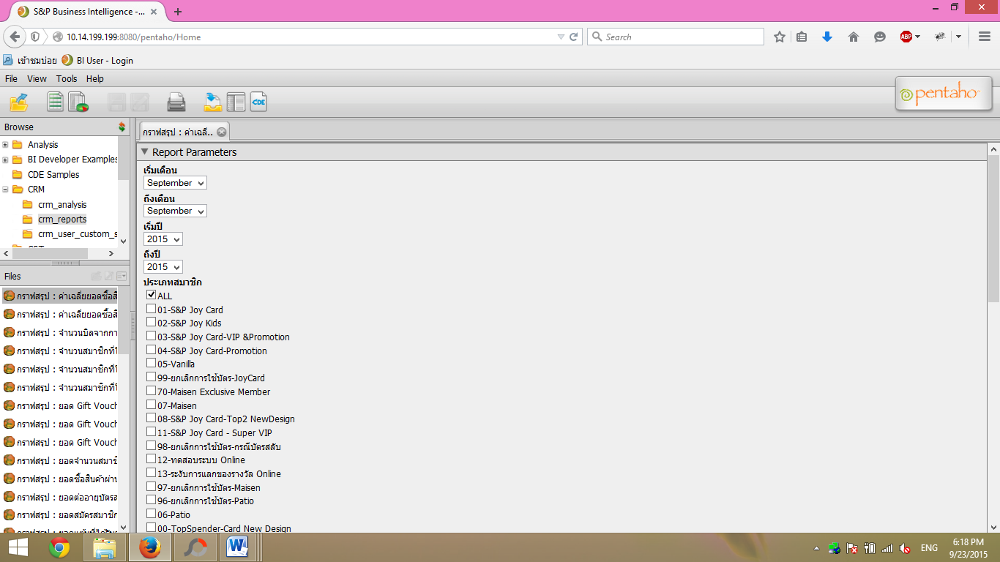 S&P Business Intelligence -...
10.14.199.199:8080/pentaho/Home
Search
ABP
เข้าชมบ่อย BI User - Login
File View Tools Help
CDE
pentaho
Browse
Analysis
BI Developer Examples
CDE Samples
CRM
crm_analysis
crm_reports
crm_user_custom_s
Files
กราฟสรุป : ค่าเฉลี่ยยอดซื้อสิ
กราฟสรุป : ค่าเฉลี่ยยอดซื้อสิ
กราฟสรุป : จำนวนบิลจากกา
กราฟสรุป : จำนวนสมาชิกที่ใ
กราฟสรุป : จำนวนสมาชิกที่ใ
กราฟสรุป : จำนวนสมาชิกที่ใ
กราฟสรุป : ยอด Gift Vouch
กราฟสรุป : ยอด Gift Vouch
กราฟสรุป : ยอด Gift Vouch
กราฟสรุป : ยอดจำนวนสมาชิ
กราฟสรุป : ยอดซื้อสินค้าผ่าน
กราฟสรุป : ยอดต่ออายุบัตรส
กราฟสรุป : ยอดสมัครสมาชิก
กราฟสรุป : ค่าเฉลี..
Report Parameters
เริ่มเดือน
September
ถึงเดือน
September
เริ่มปี
2015
ถึงปี
2015
ประเภทสมาชิก
ALL
01-S&P Joy Card
02-S&P Joy Kids
03-S&P Joy Card-VIP &Promotion
04-S&P Joy Card-Promotion
05-Vanilla
99-ยกเลิกการใช้บัตร-JoyCard
70-Maisen Exclusive Member
07-Maisen
08-S&P Joy Card-Top2 NewDesign
11-S&P Joy Card - Super VIP
98-ยกเลิกการใช้บัตร-กรณีบัตรสลับ
12-ทดสอบระบบ Online
13-ระงับการแลกของรางวัล Online
97-ยกเลิกการใช้บัตร-Maisen
96-ยกเลิกการใช้บัตร-Patio
06-Patio
00-TopSpender-Card New Design
ENG
6:18 PM
9/23/2015